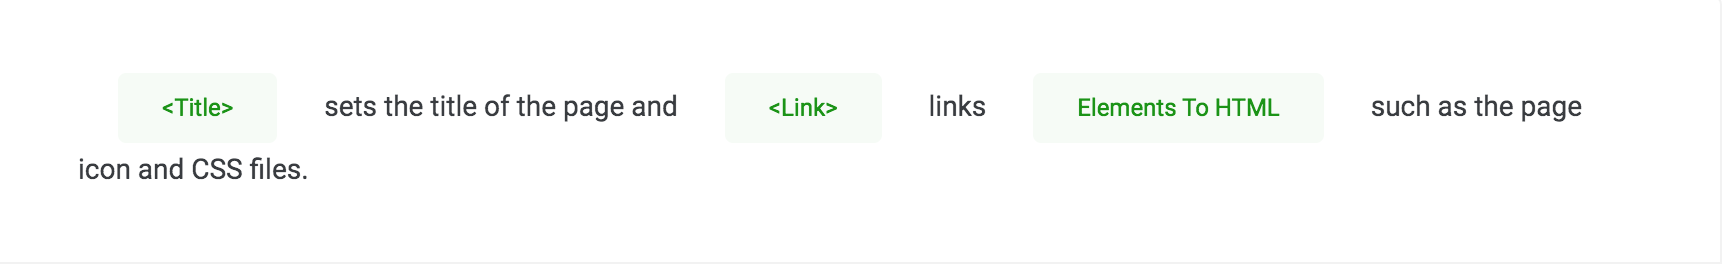 <Title> sets the title of the page and <Link> links Elements To HTML such as the page
icon and CSS files.